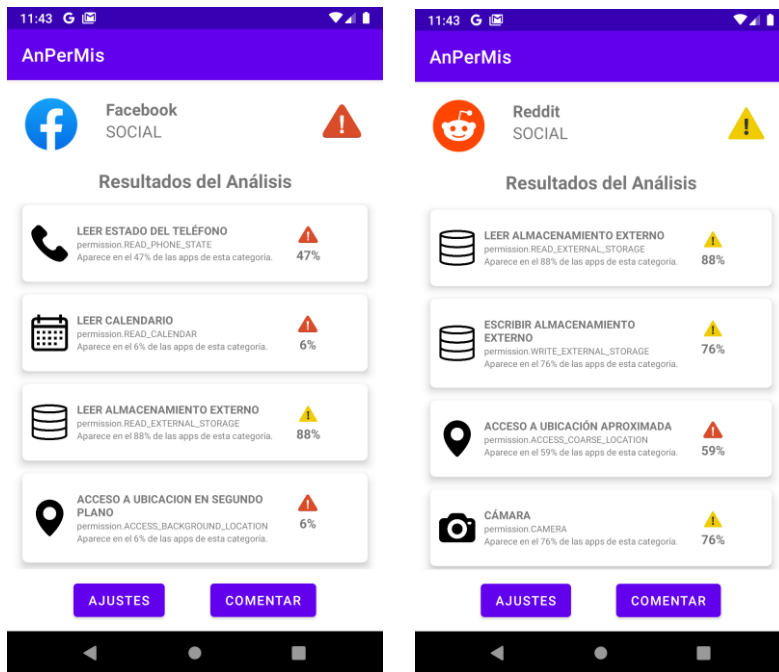 11:43 G
AnPerMis
Facebook
SOCIAL
Resultados del Análisis
LEER ESTADO DEL TELÉFONO
permission.READ_PHONE_STATE
Aparece en el 47% de las apps de esta categoría.
47%
LEER CALENDARIO
permission.READ_CALENDAR
Aparece en el 6% de las apps de esta categoría.
6%
LEER ALMACENAMIENTO EXTERNO
permission.READ_EXTERNAL_STORAGE
Aparece en el 88% de las apps de esta categoría.
88%
ACCESO A UBICACION EN SEGUNDO
PLANO
permission.ACCESS_BACKGROUND_LOCATION
Aparece en el 6% de las apps de esta categoría.
6%
AJUSTES
COMENTAR
11:43 G
AnPerMis
Reddit
SOCIAL
Resultados del Análisis
LEER ALMACENAMIENTO EXTERNO
permission.READ_EXTERNAL_STORAGE
Aparece en el 88% de las apps de esta categoría.
88%
ESCRIBIR ALMACENAMIENTO
EXTERNO
permission.WRITE_EXTERNAL_STORAGE
Aparece en el 76% de las apps de esta categoría.
76%
ACCESO A UBICACIÓN APROXIMADA
permission.ACCESS_COARSE_LOCATION
Aparece en el 59% de las apps de esta categoría.
59%
CÁMARA
permission.CAMERA
Aparece en el 76% de las apps de esta categoría.
76%
AJUSTES
COMENTAR